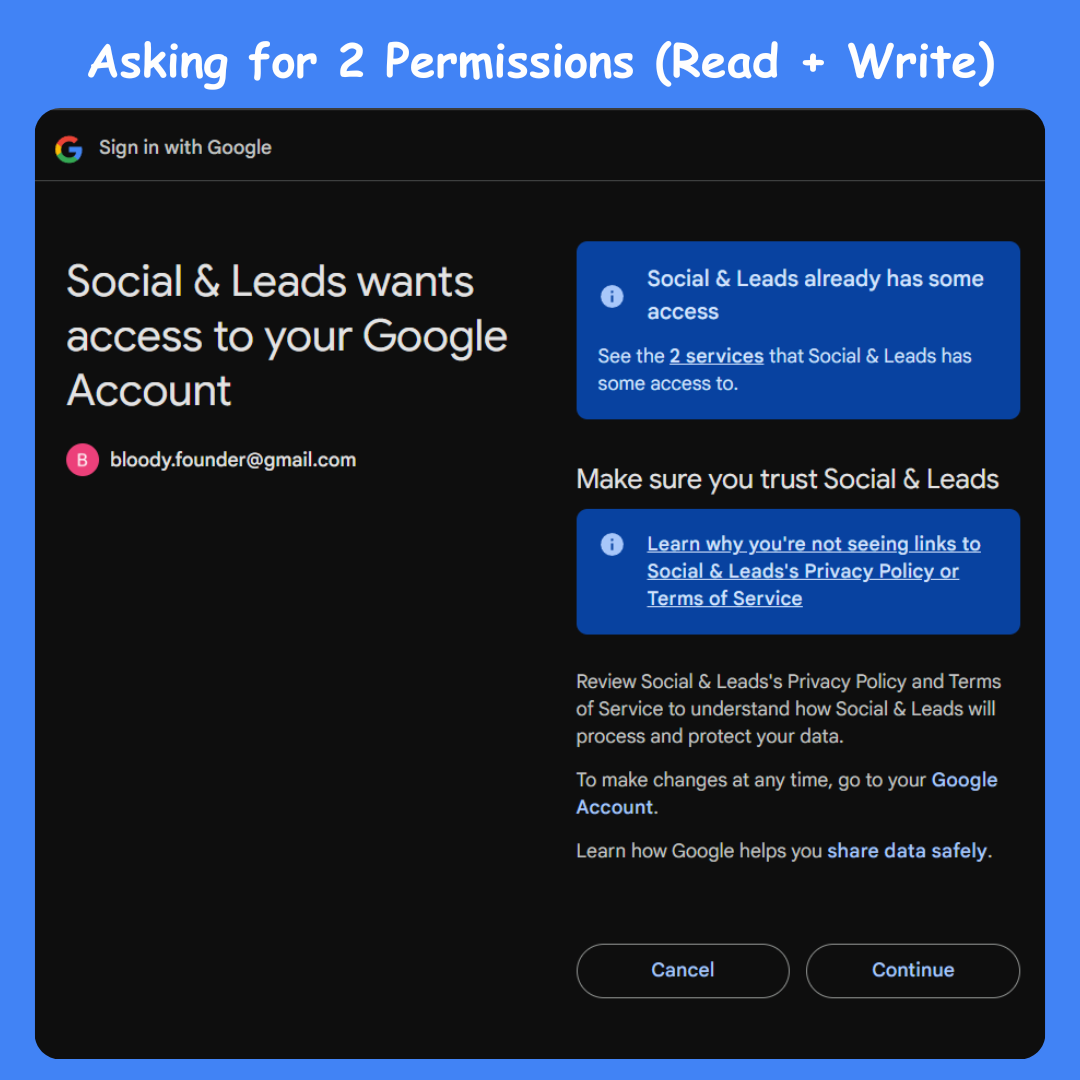 Asking for 2 Permissions (Read + Write)
Sign in with Google
Social & Leads wants
access to your Google
Account
B bloody.founder@gmail.com
Social & Leads already has some
access
See the 2 services that Social & Leads has
some access to.
Make sure you trust Social & Leads
Learn why you're not seeing links to
Social & Leads's Privacy Policy or
Terms of Service
Review Social & Leads's Privacy Policy and Terms
of Service to understand how Social & Leads will
process and protect your data.
To make changes at any time, go to your Google
Account.
Learn how Google helps you share data safely.
Cancel
Continue